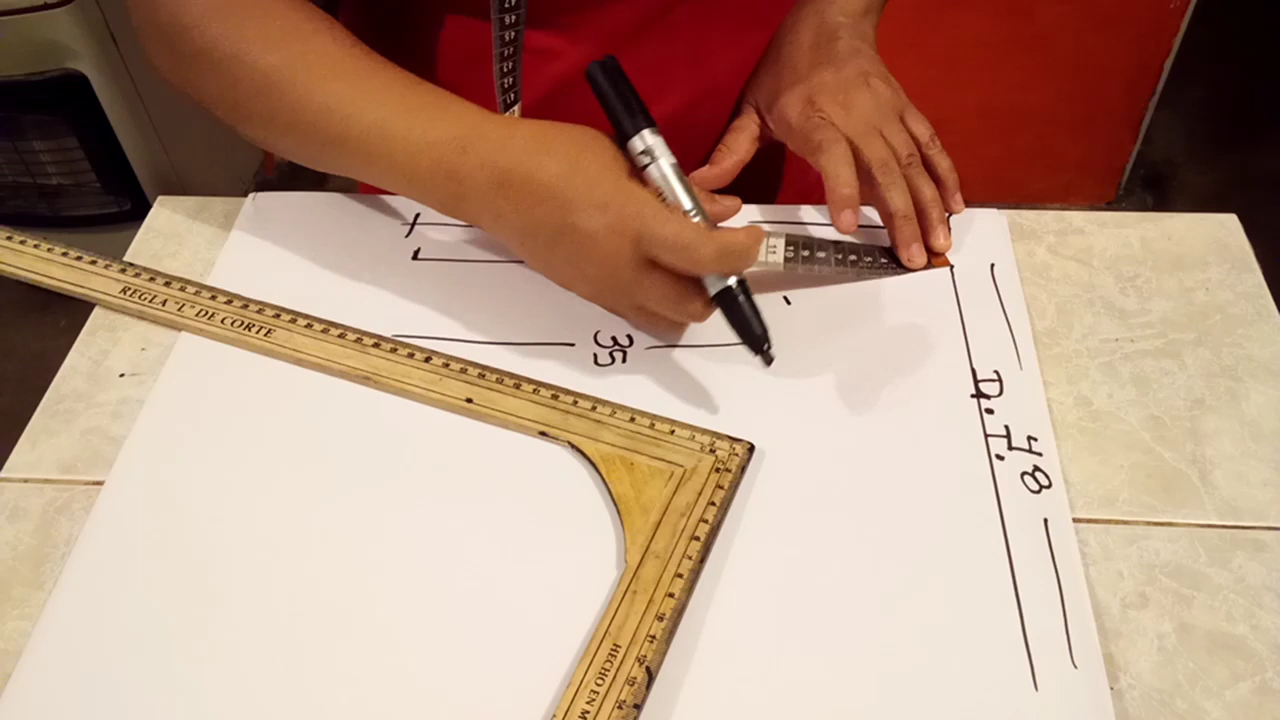 REGLA "L" DE CORTE
35
48
D.T.
HECHO EN M